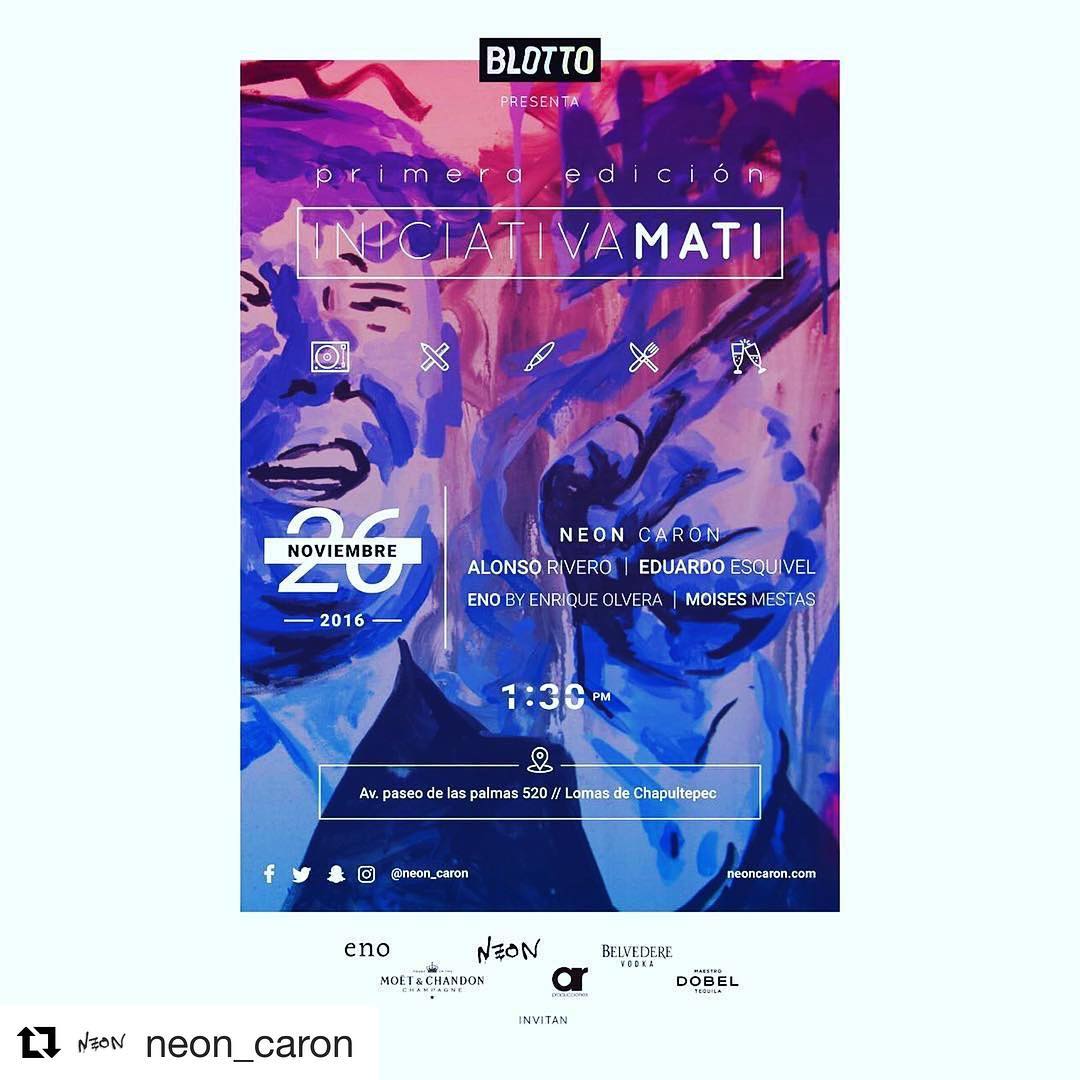 BLOTTO
PRESENTA
primera edición
INICIATIVAMATI
26
NOVIEMBRE
2016
NEON CARON
ALONSO RIVERO | EDUARDO ESQUIVEL
ENO BY ENRIQUE OLVERA | MOISES MESTAS
1:30 PM
Av. paseo de las palmas 520 // Lomas de Chapultepec
@neon_caron
neoncaron.com
eno
NEON
BELVEDERE
VODKA
MOËT & CHANDON
CHAMPAGNE
ar
producciones
MAESTRO
DOBEL
TEQUILA
INVITAN
NEON neon_caron